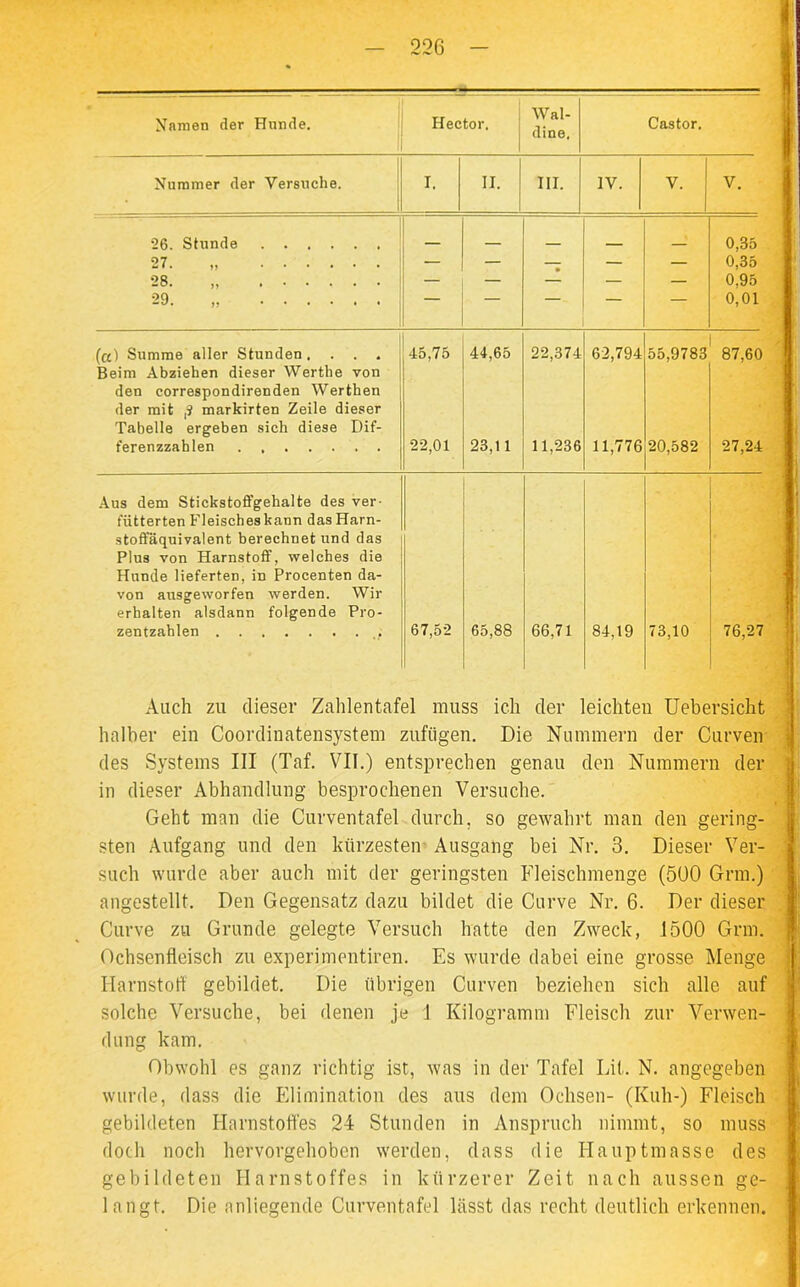 — 226 —
Namen der Hunde. Hector. Wal-dine. Castor.
Nummer der Versuche. I. II. III. IV. V. V.
26. Stunde . . . . . . — — — — — 0,35
27. „ . . . . . . — — — — — 0,35
28. „ . . . . . . — — — — — 0,95
29. „ . . . . . . — — — — — 0,01
(α) Summe aller Stunden. . . . 45,75 44,65 22,374 62,794 55,9783 87,60
Beim Abziehen dieser Werthe von
den correspondirenden Werthen
der mit β markirten Zeile dieser
Tabelle ergeben sich diese Dif-
ferenzzahlen . . . . . . . 22,01 23,11 11,236 11,776 20,582 27,24
Aus dem Stickstoffgehalte des ver-
fütterten Fleisches kann das Harn-
stoffäquivalent berechnet und das
Plus von Harnstoff, welches die
Hunde lieferten, in Procenten da-
von ausgeworfen werden. Wir
erhalten alsdann folgende Pro-
zentzahlen . . . . . . . . . 67,52 65,88 66,71 84,19 73,10 76,27
Auch zu dieser Zahlentafel muss ich der leichten Uebersicht
halber ein Coordinatensystem zufügen. Die Nummern der Curven
des Systems III (Taf. VII.) entsprechen genau den Nummern der
in dieser Abhandlung besprochenen Versuche.
Geht man die Curventafel durch, so gewahrt man den gering-
sten Aufgang und den kürzesten Ausgang bei Nr. 3. Dieser Ver-
such wurde aber auch mit der geringsten Fleischmenge (500 Grm.)
angestellt. Den Gegensatz dazu bildet die Curve Nr. 6. Der dieser
Curve zu Grunde gelegte Versuch hatte den Zweck, 1500 Grm.
Ochsenfleisch zu experimentiren. Es wurde dabei eine grosse Menge
Harnstoff gebildet. Die übrigen Curven beziehen sich alle auf
solche Versuche, bei denen je 1 Kilogramm Fleisch zur Verwen-
dung kam.
Obwohl es ganz richtig ist, was in der Tafel Lit. N. angegeben
wurde, dass die Elimination des aus dem Ochsen- (Kuh-) Fleisch
gebildeten Harnstoffes 24 Stunden in Anspruch nimmt, so muss
doch noch hervorgehoben werden, dass die Hauptmasse des
gebildeten Harnstoffes in kürzerer Zeit nach aussen ge-
langt. Die anliegende Curventafel lässt das recht deutlich erkennen.